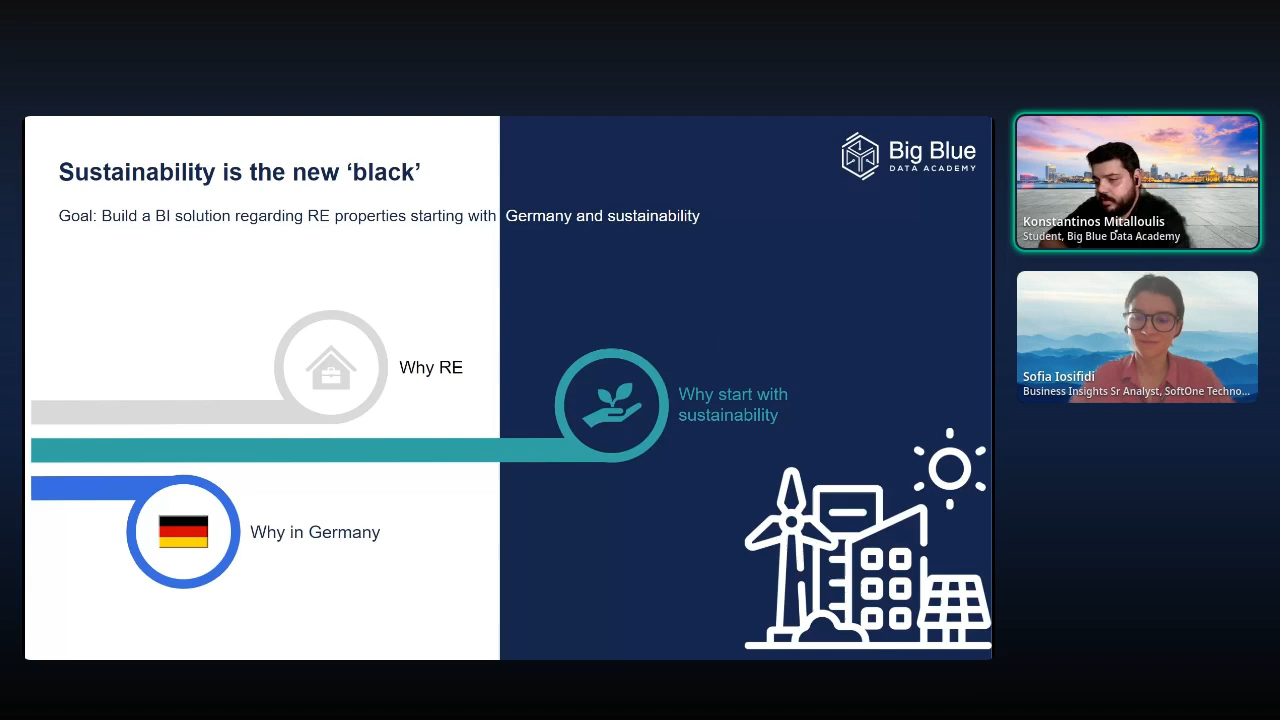 Sustainability is the new ‘black’
Big Blue
DATA ACADEMY
Goal: Build a BI solution regarding RE properties starting with Germany and sustainability
Why RE
Why start with
sustainability
Why in Germany
Konstantinos Mitalloulis
Student, Big Blue Data Academy
Sofia Iosifidi
Business Insights Sr Analyst, SoftOne Techno...